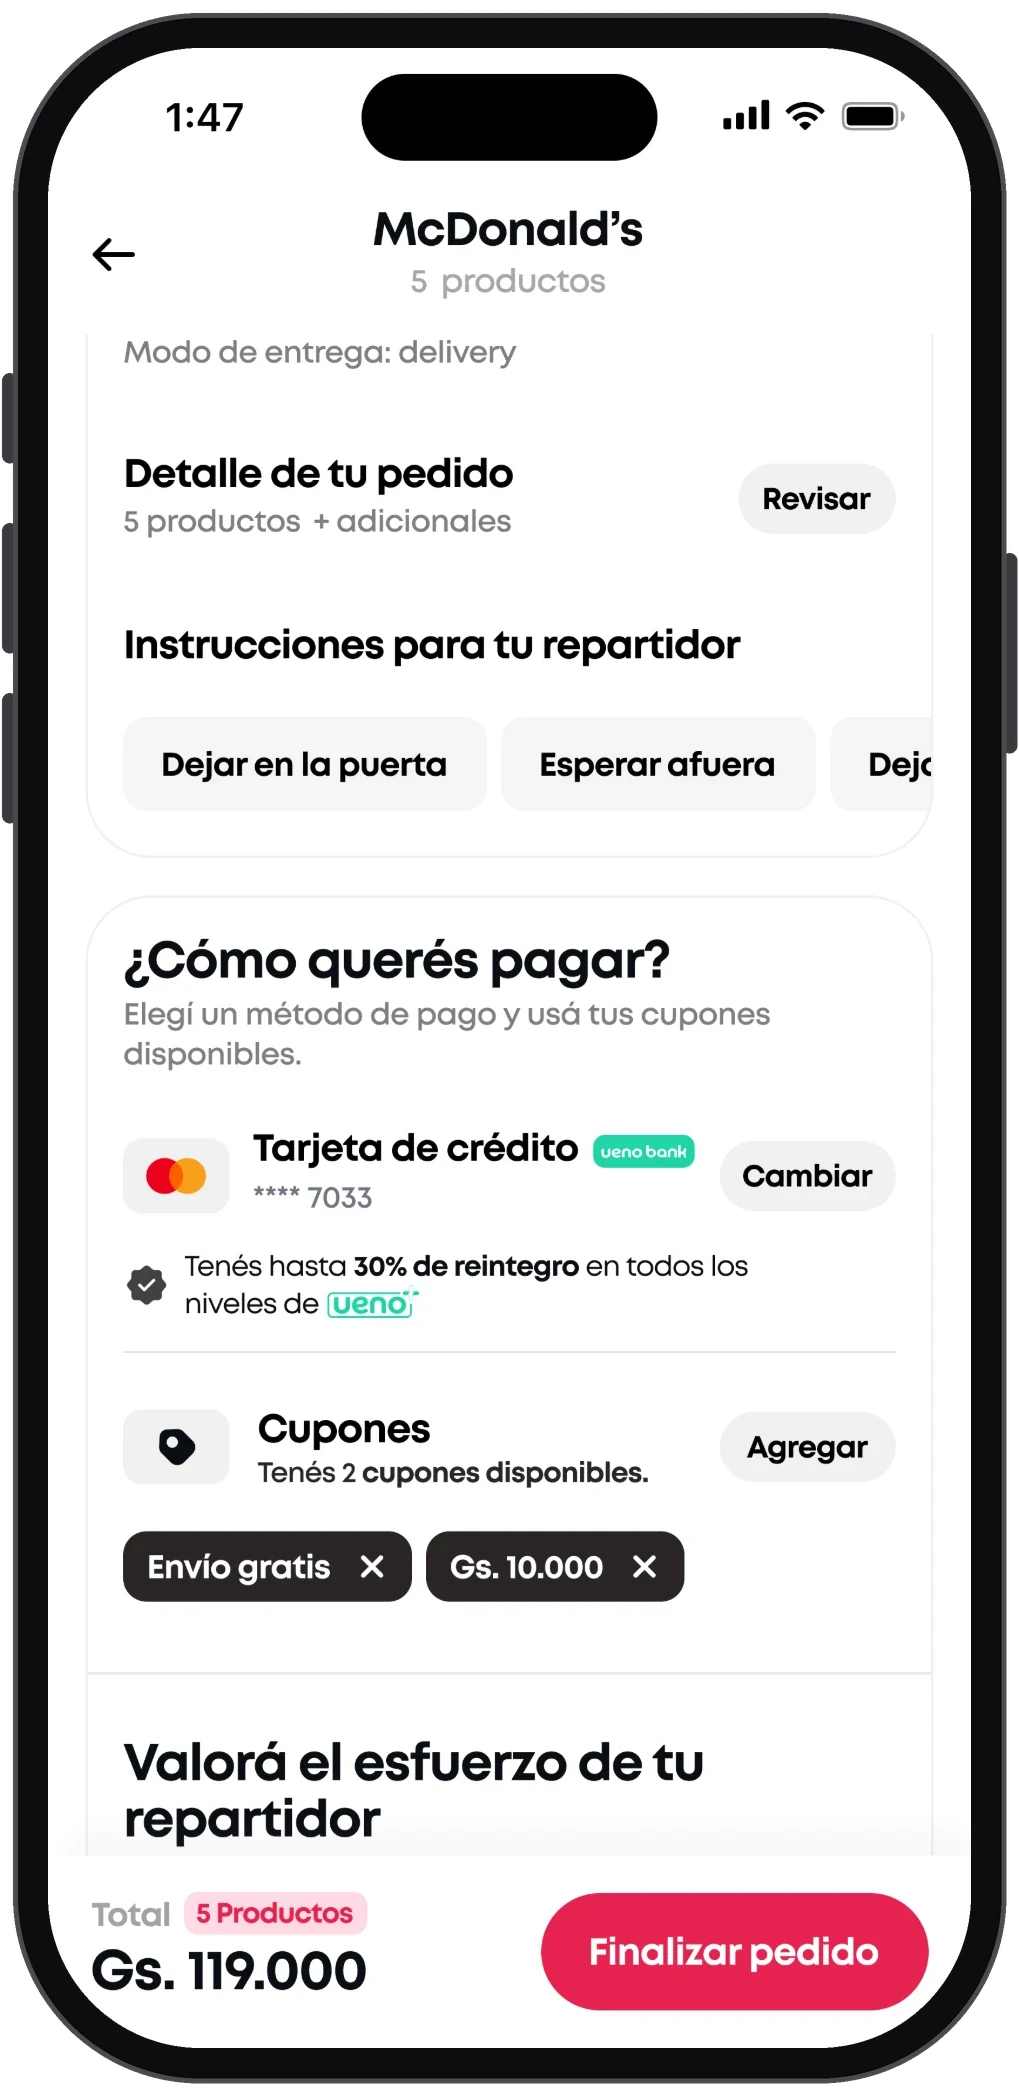 1:47
McDonald’s
5 productos
Modo de entrega: delivery
Detalle de tu pedido
5 productos + adicionales
Revisar
Instrucciones para tu repartidor
Dejar en la puerta
Esperar afuera
¿Cómo querés pagar?
Elegí un método de pago y usá tus cupones
disponibles.
Tarjeta de crédito ueno bank
**** 7033
Cambiar
Tenés hasta 30% de reintegro en todos los
niveles de ueno
Cupones
Tenés 2 cupones disponibles.
Agregar
Envío gratis
Gs. 10.000
Valorá el esfuerzo de tu
repartidor
Total 5 Productos
Gs. 119.000
Finalizar pedido